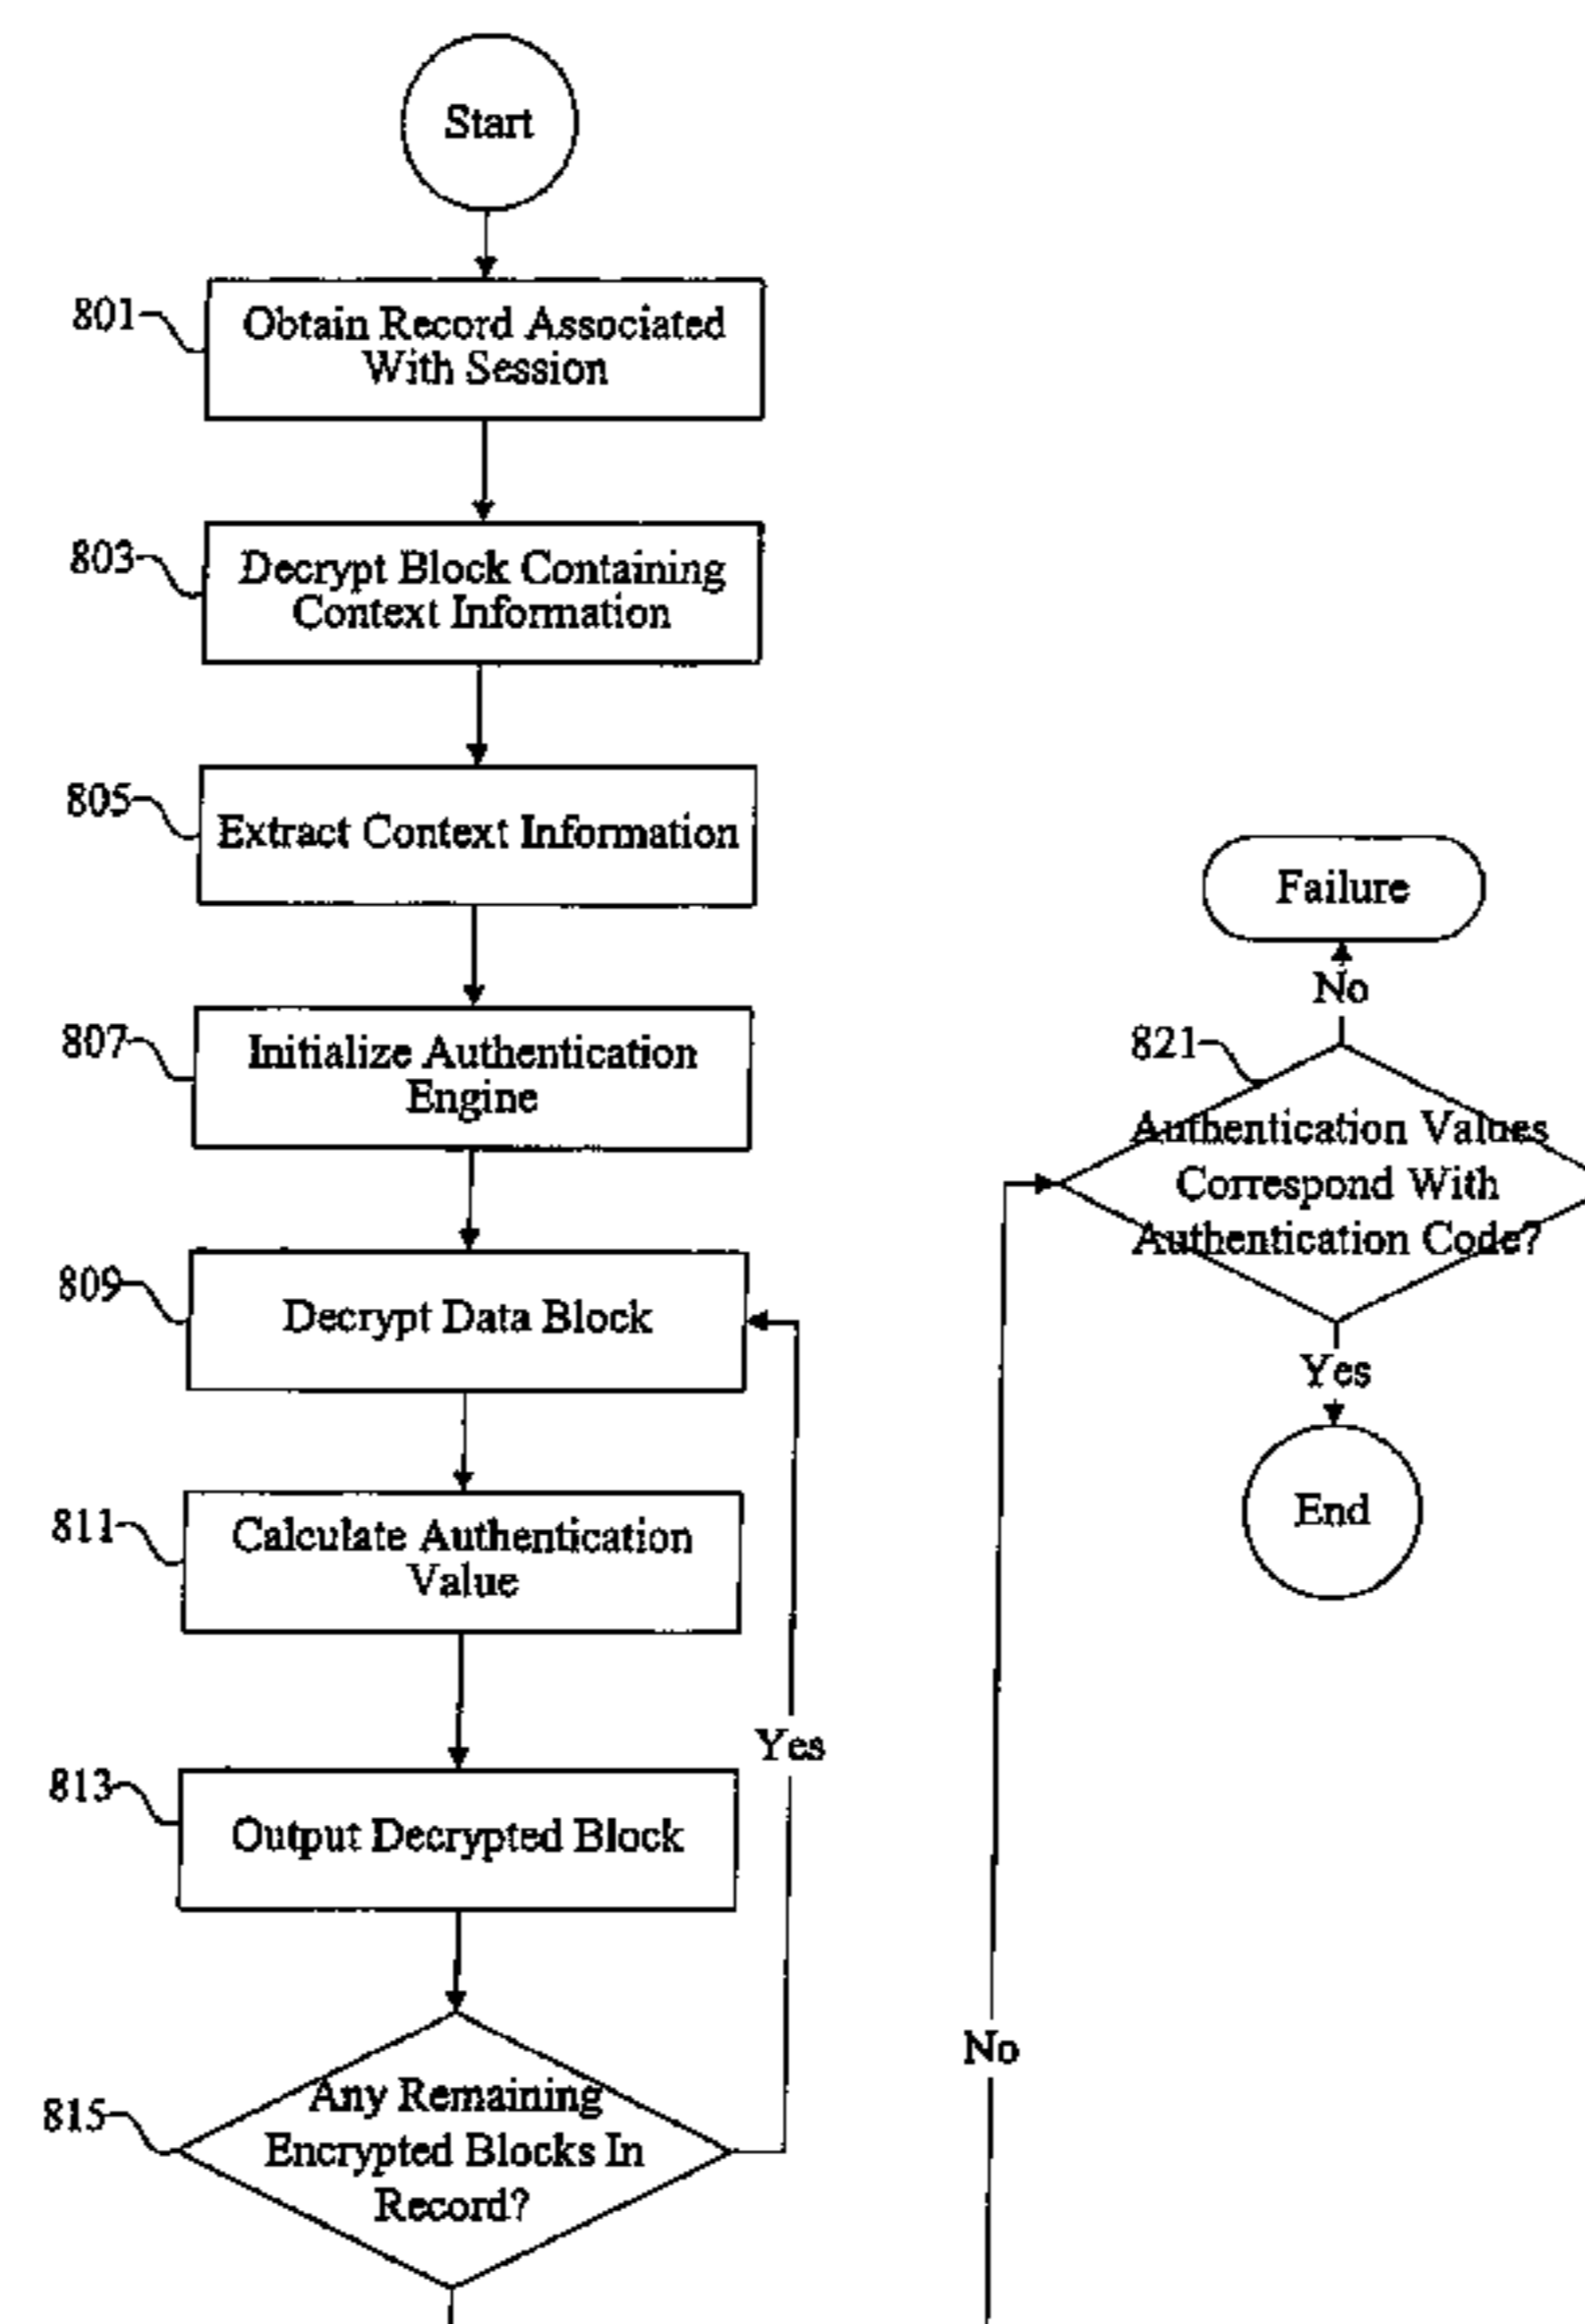 Start
801
Obtain Record Associated
With Session
803
Decrypt Block Containing
Context Information
805
Extract Context Information
807
Initialize Authentication
Engine
809
Decrypt Data Block
811
Calculate Authentication
Value
813
Output Decrypted Block
Yes
815
Any Remaining
Encrypted Blocks In
Record?
No
Failure
No
821
Authentication Values
Correspond With
Authentication Code?
Yes
End